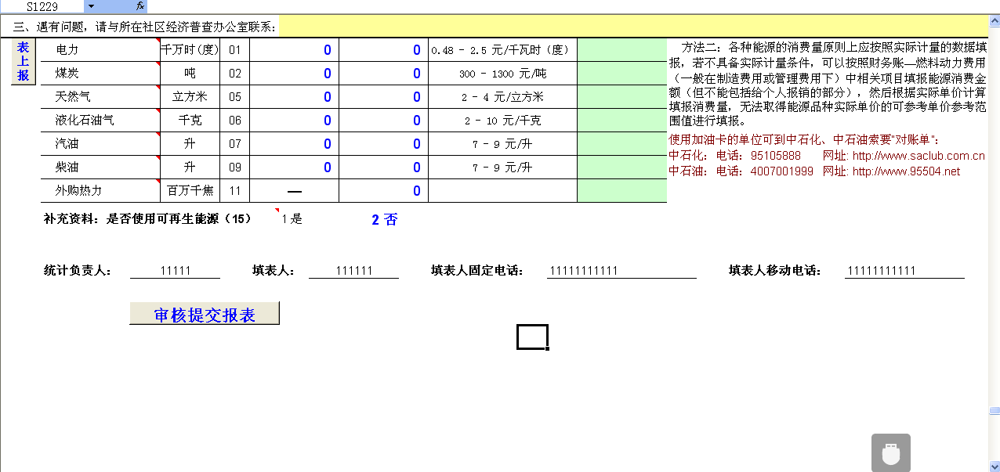 S1229 fx
三、遇有问题，请与所在社区经济普查办公室联系：
表上报
电力 千万时(度) 01 0 0 0.48 - 2.5 元/千瓦时（度）
煤炭 吨 02 0 0 300 - 1300 元/吨
天然气 立方米 05 0 0 2 - 4 元/立方米
液化石油气 千克 06 0 0 2 - 10 元/千克
汽油 升 07 0 0 7 - 9 元/升
柴油 升 09 0 0 7 - 9 元/升
外购热力 百万千焦 11 — 0
方法二：各种能源的消费量原则上应按照实际计量的数据填
报，若不具备实际计量条件，可以按照财务账—燃料动力费用
（一般在制造费用或管理费用下）中相关项目填报能源消费金
额（但不能包括给个人报销的部分），然后根据实际单价计算
填报消费量，无法取得能源品种实际单价的可参考单价参考范
围值进行填报。
使用加油卡的单位可到中石化、中石油索要"对账单"：
中石化：电话：95105888 网址: http://www.saclub.com.cn
中石油：电话：4007001999 网址: http://www.95504.net
补充资料：是否使用可再生能源（15） 1 是 2 否
统计负责人： 11111 填表人： 111111 填表人固定电话： 11111111111 填表人移动电话： 11111111111
审核提交报表